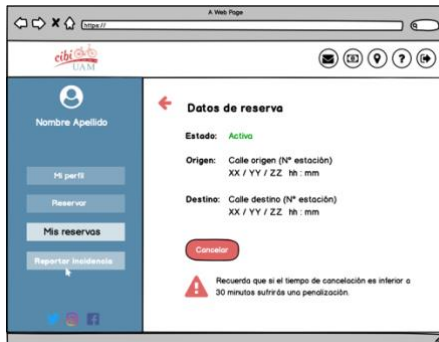 A Web Page
https://
cibi
UAM
Nombre Apellido
Mi perfil
Reservar
Mis reservas
Reportar incidencia
Datos de reserva
Estado: Activa
Origen: Calle origen (Nº estación)
XX / YY / ZZ hh : mm
Destino: Calle destino (Nº estación)
XX / YY / ZZ hh : mm
Cancelar
Recuerda que si el tiempo de cancelación es inferior a
30 minutos sufrirás una penalización.